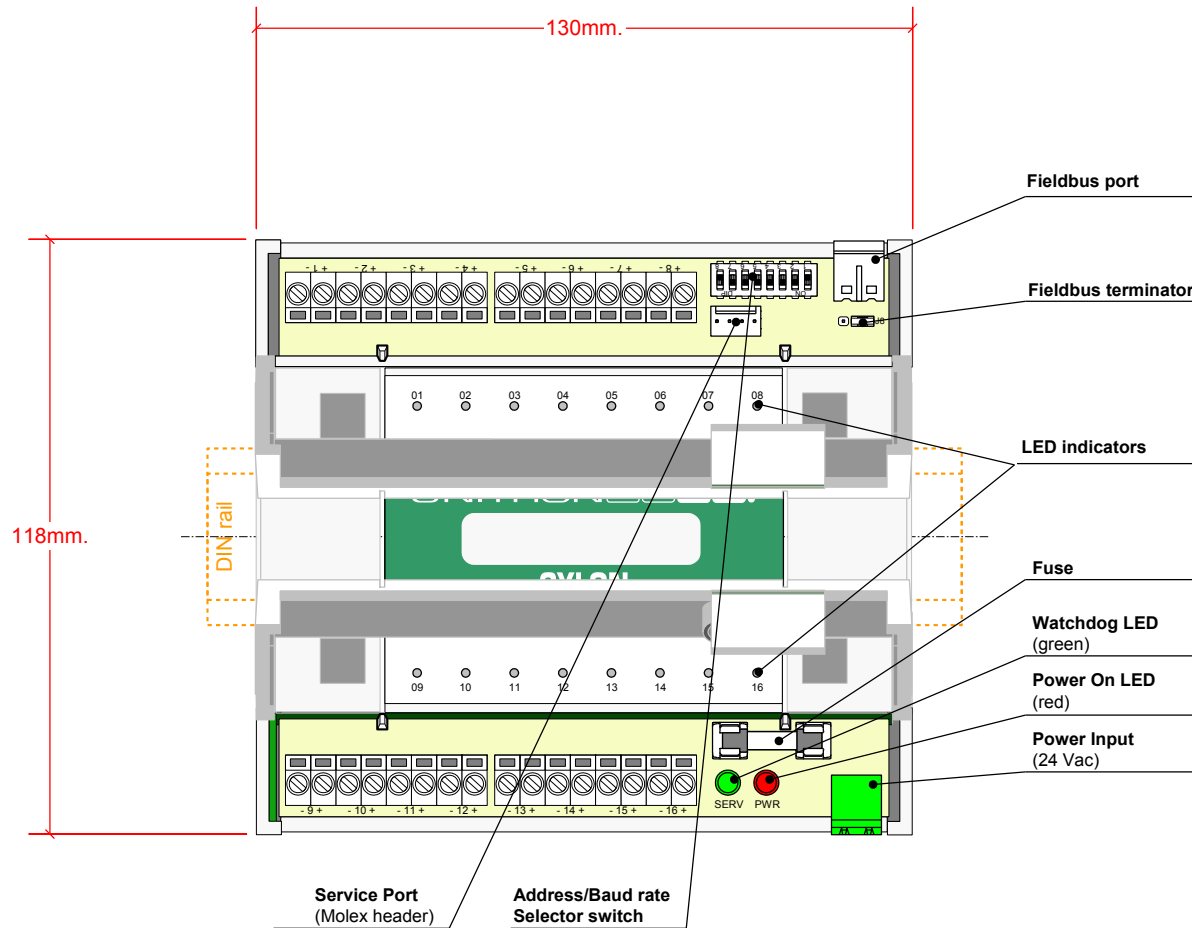 130mm.
Fieldbus port
- 1 + - 2 + - 3 + - 4 + - 5 + - 6 + - 7 + - 8 +
DIP ON
Fieldbus terminator
J8
01 02 03 04 05 06 07 08
LED indicators
118mm.
DIN rail
Fuse
Watchdog LED
(green)
09 10 11 12 13 14 15 16
Power On LED
(red)
Power Input
(24 Vac)
SERV PWR
- 9 + - 10 + - 11 + - 12 + - 13 + - 14 + - 15 + - 16 +
Service Port
(Molex header)
Address/Baud rate
Selector switch